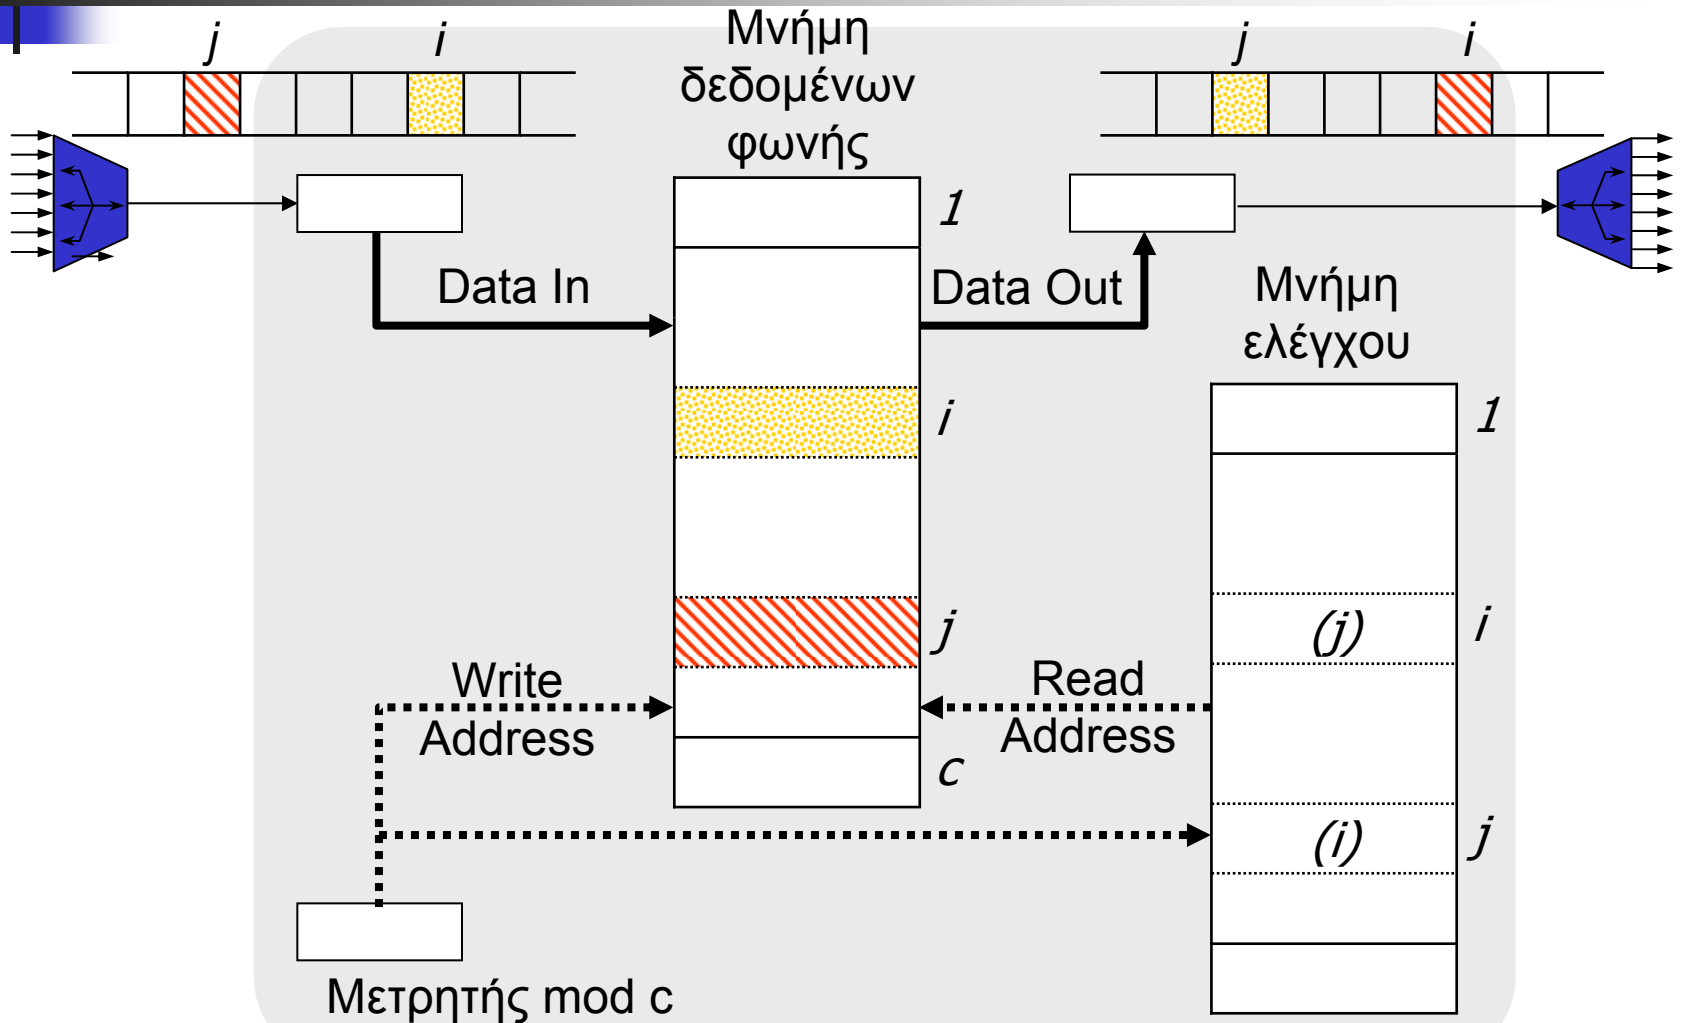 j
i
Μνήμη
δεδομένων
φωνής
j
i
1
Data In
Data Out
Μνήμη
ελέγχου
i
1
j
(j)
i
Write
Address
Read
Address
c
(i)
j
Μετρητής mod c